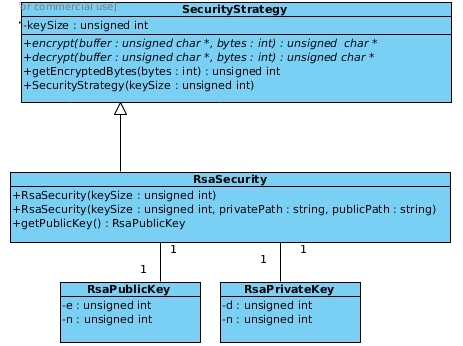 for commercial use]
SecurityStrategy
-keySize : unsigned int
+encrypt(buffer : unsigned char *, bytes : int) : unsigned char *
+decrypt(buffer : unsigned char *, bytes : int) : unsigned char *
+getEncryptedBytes(bytes : int) : unsigned int
+SecurityStrategy(keySize : unsigned int)
RsaSecurity
+RsaSecurity(keySize : unsigned int)
+RsaSecurity(keySize : unsigned int, privatePath : string, publicPath : string)
+getPublicKey() : RsaPublicKey
1 1
1 1
RsaPublicKey
-e : unsigned int
-n : unsigned int
RsaPrivateKey
-d : unsigned int
-n : unsigned int